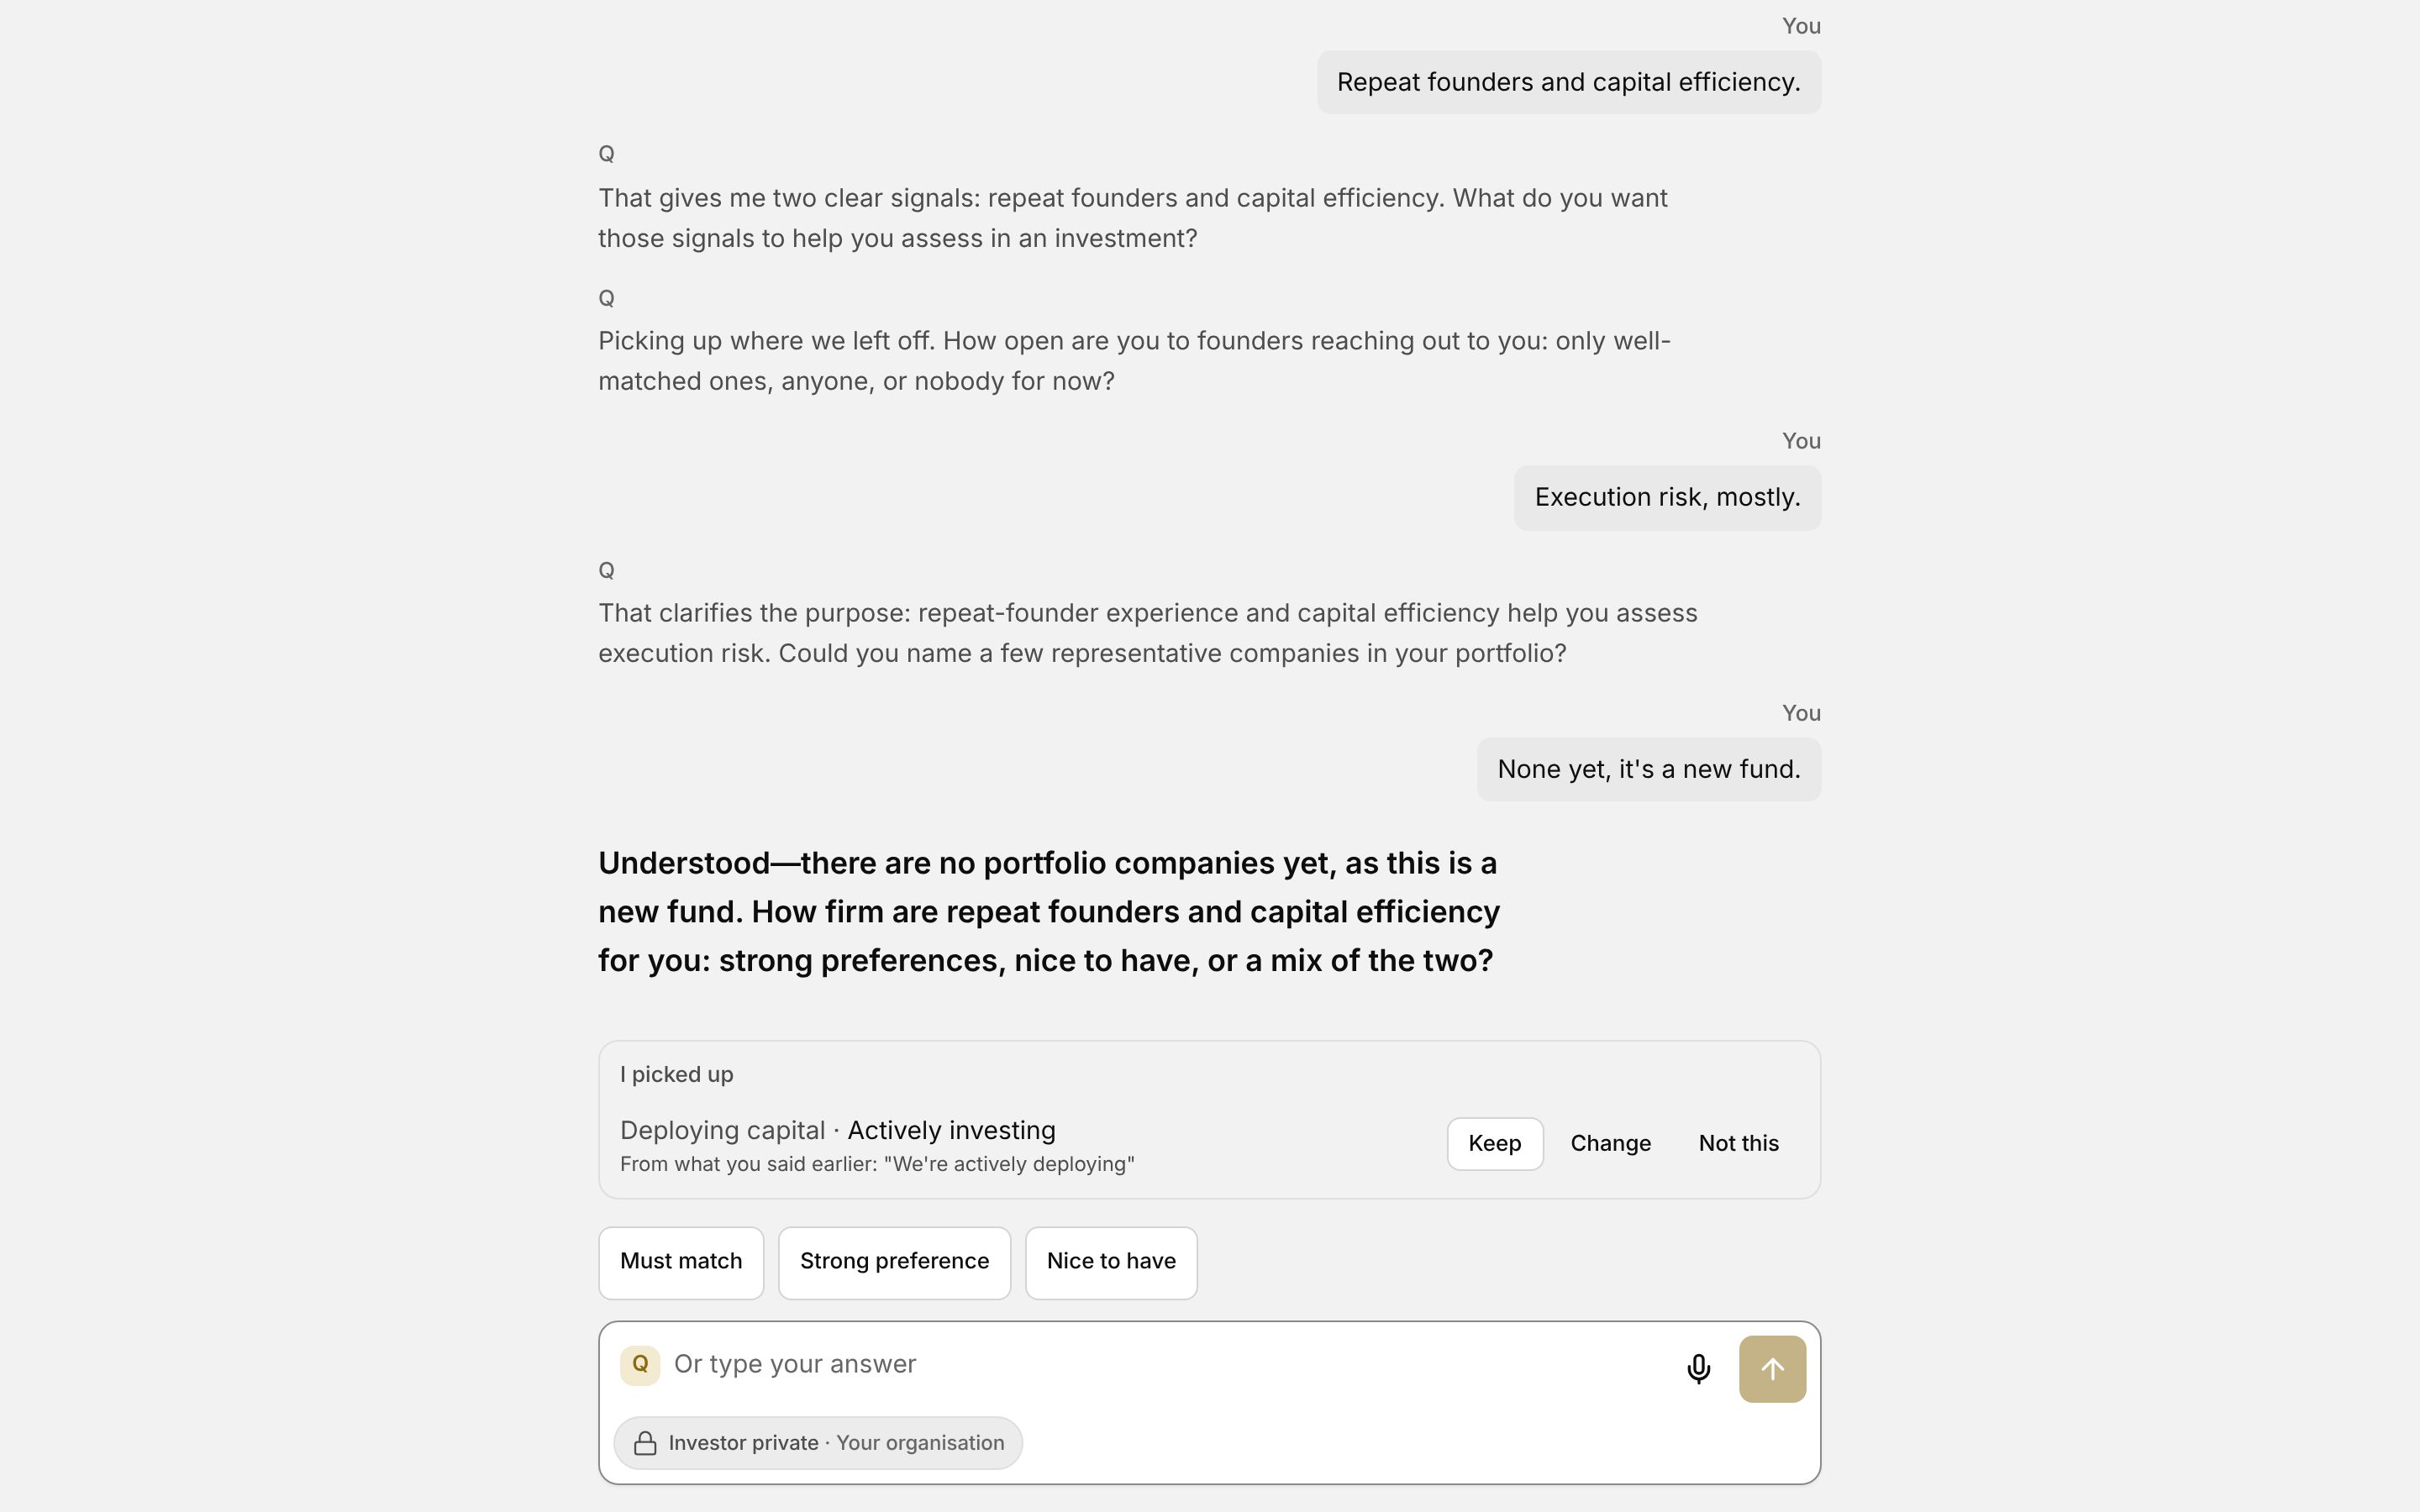 You
Repeat founders and capital efficiency.
Q
That gives me two clear signals: repeat founders and capital efficiency. What do you want
those signals to help you assess in an investment?
Q
Picking up where we left off. How open are you to founders reaching out to you: only well-
matched ones, anyone, or nobody for now?
You
Execution risk, mostly.
Q
That clarifies the purpose: repeat-founder experience and capital efficiency help you assess
execution risk. Could you name a few representative companies in your portfolio?
You
None yet, it's a new fund.
Understood—there are no portfolio companies yet, as this is a
new fund. How firm are repeat founders and capital efficiency
for you: strong preferences, nice to have, or a mix of the two?
I picked up
Deploying capital · Actively investing
From what you said earlier: "We're actively deploying"
Keep Change Not this
Must match Strong preference Nice to have
Q Or type your answer
Investor private · Your organisation